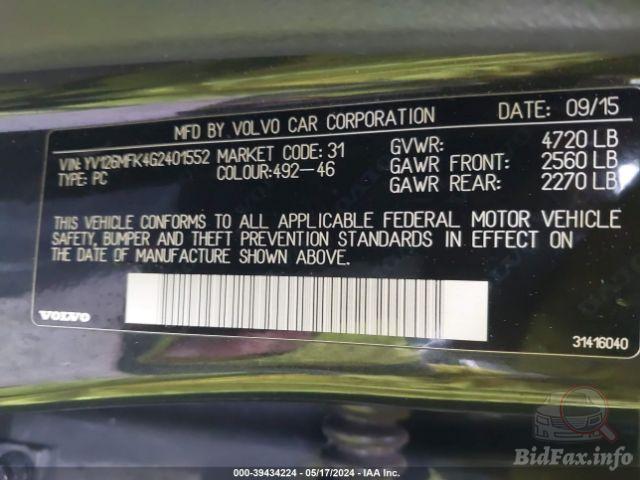 MFD BY VOLVO CAR CORPORATION DATE: 09/15
VIN: YV126MFK4G2401552 MARKET CODE: 31 GVWR: 4720 LB
TYPE: PC COLOUR:492-46 GAWR FRONT: 2560 LB
GAWR REAR: 2270 LB
THIS VEHICLE CONFORMS TO ALL APPLICABLE FEDERAL MOTOR VEHICLE
SAFETY, BUMPER AND THEFT PREVENTION STANDARDS IN EFFECT ON
THE DATE OF MANUFACTURE SHOWN ABOVE.
VOLVO
31416040
BidFax.info
000-39434224 - 05/17/2024 - IAA Inc.